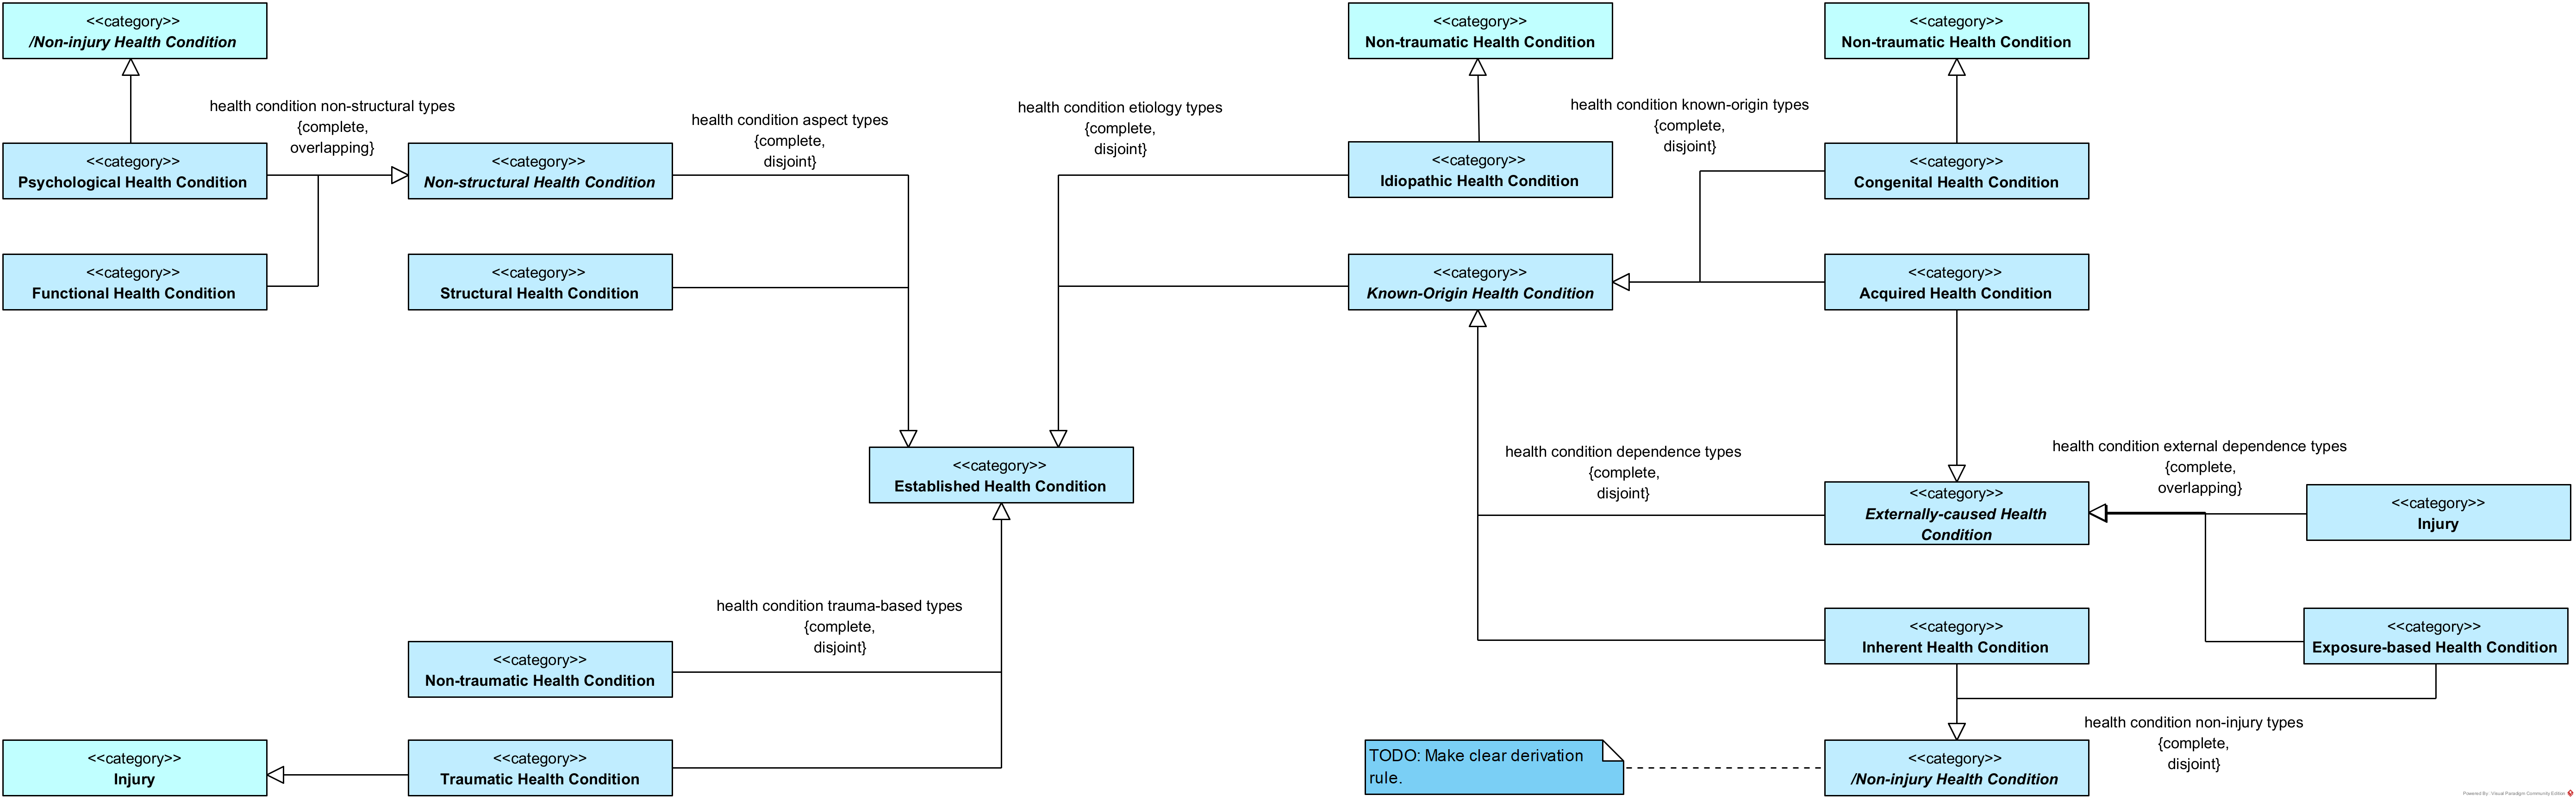 <<category>>
/Non-injury Health Condition
<<category>>
Non-traumatic Health Condition
<<category>>
Non-traumatic Health Condition
health condition non-structural types
{complete,
overlapping}
health condition aspect types
{complete,
disjoint}
health condition etiology types
{complete,
disjoint}
health condition known-origin types
{complete,
disjoint}
<<category>>
Psychological Health Condition
<<category>>
Non-structural Health Condition
<<category>>
Idiopathic Health Condition
<<category>>
Congenital Health Condition
<<category>>
Functional Health Condition
<<category>>
Structural Health Condition
<<category>>
Known-Origin Health Condition
<<category>>
Acquired Health Condition
<<category>>
Established Health Condition
health condition dependence types
{complete,
disjoint}
health condition external dependence types
{complete,
overlapping}
<<category>>
Externally-caused Health
Condition
<<category>>
Injury
health condition trauma-based types
{complete,
disjoint}
<<category>>
Non-traumatic Health Condition
<<category>>
Inherent Health Condition
<<category>>
Exposure-based Health Condition
<<category>>
Injury
<<category>>
Traumatic Health Condition
TODO: Make clear derivation
rule.
<<category>>
/Non-injury Health Condition
health condition non-injury types
{complete,
disjoint}
Powered By: Visual Paradigm Community Edition